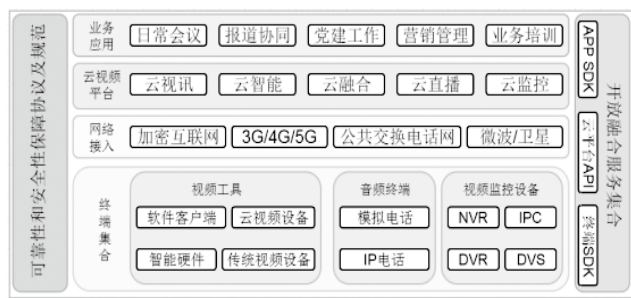 可靠性和安全性保障协议及规范
业务
应用
日常会议 报道协同 党建工作 营销管理 业务培训
云视频
平台
云视讯 云智能 云融合 云直播 云监控
网络
接入
加密互联网 3G/4G/5G 公共交换电话网 微波/卫星
终端集合
视频工具
软件客户端 云视频设备
智能硬件 传统视频设备
音频终端
模拟电话
IP电话
视频监控设备
NVR IPC
DVR DVS
APP SDK
云平台API
终端SDK
开放融合服务集合